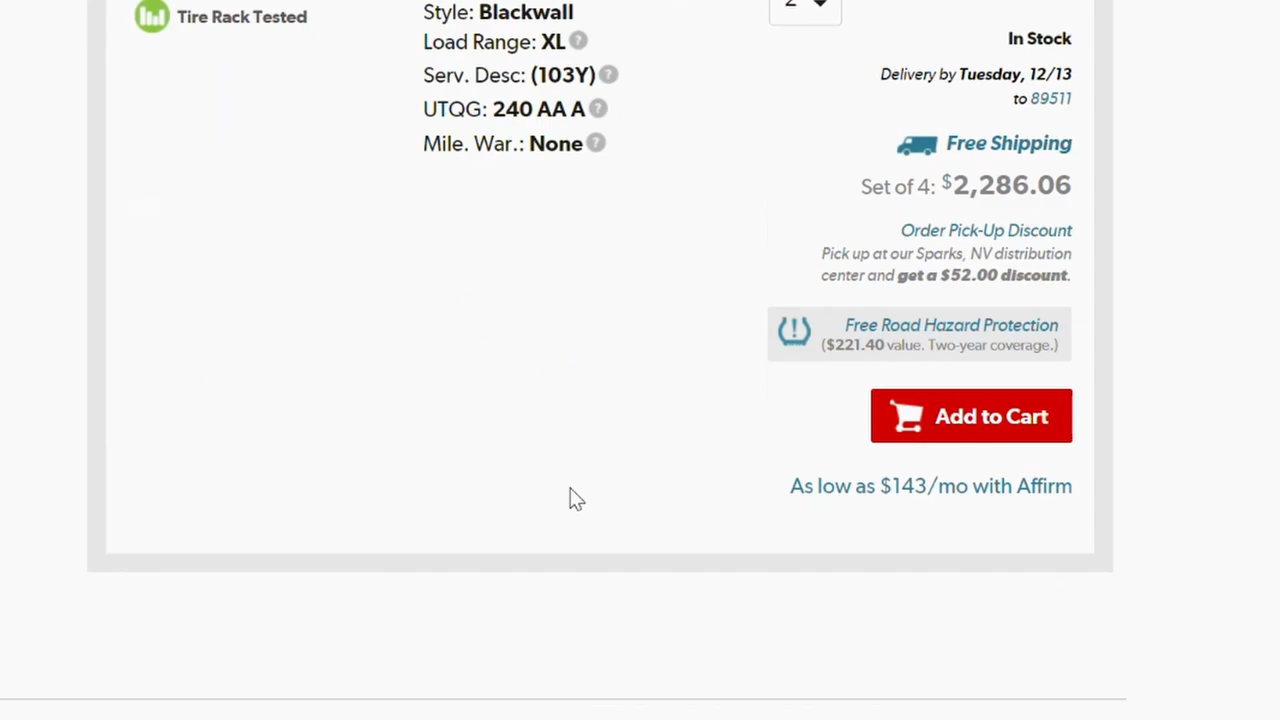 Tire Rack Tested
Style: Blackwall
Load Range: XL ?
Serv. Desc: (103Y) ?
UTQG: 240 AA A ?
Mile. War.: None ?
2
In Stock
Delivery by Tuesday, 12/13
to 89511
Free Shipping
Set of 4: $2,286.06
Order Pick-Up Discount
Pick up at our Sparks, NV distribution
center and get a $52.00 discount.
Free Road Hazard Protection
($221.40 value. Two-year coverage.)
Add to Cart
As low as $143/mo with Affirm